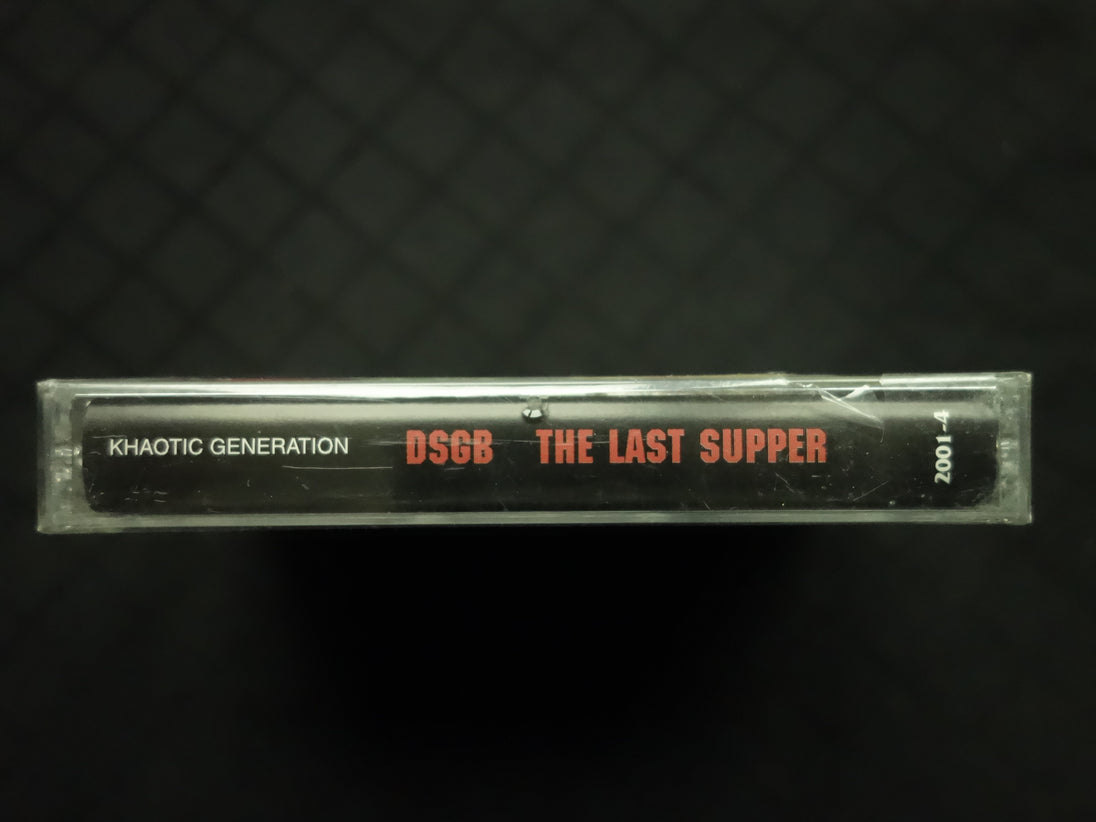 KHAOTIC GENERATION DSGB THE LAST SUPPER
2001-4